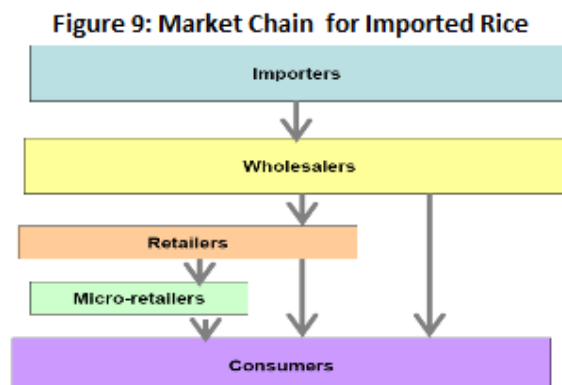 Figure 9: Market Chain for Imported Rice
Importers
Wholesalers
Retailers
Micro-retailers
Consumers